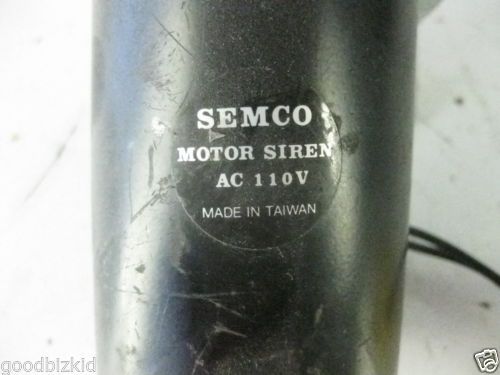 SEMCO
MOTOR SIREN
AC 110V
MADE IN TAIWAN
goodbizkid